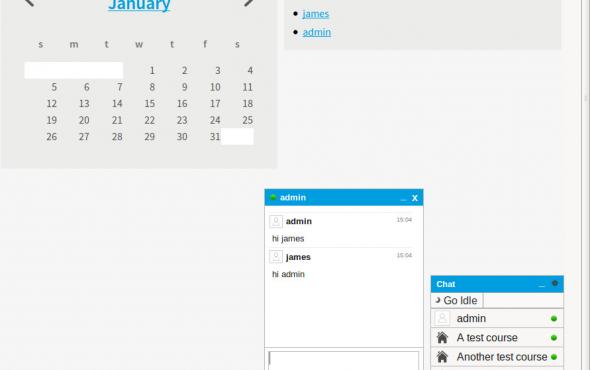 January
s m t w t f s
1 2 3 4
5 6 7 8 9 10 11
12 13 14 15 16 17 18
19 20 21 22 23 24 25
26 27 28 29 30 31
james
admin
admin _ x
admin 15:04
hi james
james 15:04
hi admin
Chat _
Go Idle
admin
A test course
Another test course